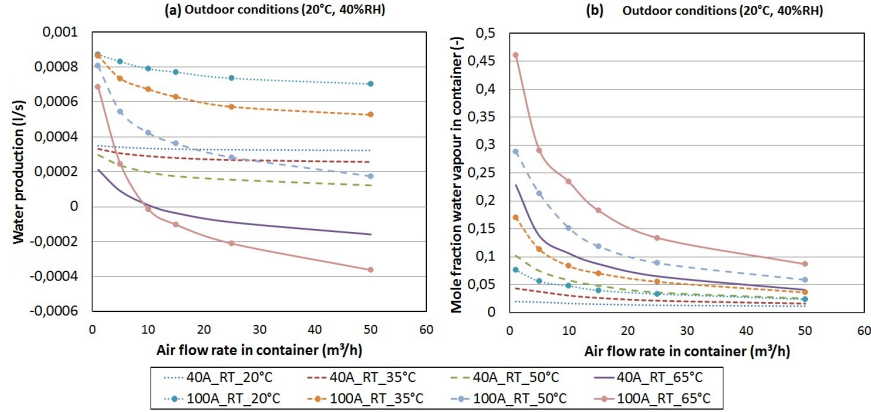 (a) Outdoor conditions (20°C, 40%RH)
Water production (l/s)
0,001
0,0008
0,0006
0,0004
0,0002
0
-0,0002
-0,0004
-0,0006
0 10 20 30 40 50 60
Air flow rate in container (m³/h)
(b) Outdoor conditions (20°C, 40%RH)
Mole fraction water vapour in container (-)
0,5
0,45
0,4
0,35
0,3
0,25
0,2
0,15
0,1
0,05
0
0 10 20 30 40 50 60
Air flow rate in container (m³/h)
40A_RT_20°C 40A_RT_35°C 40A_RT_50°C 40A_RT_65°C
100A_RT_20°C 100A_RT_35°C 100A_RT_50°C 100A_RT_65°C